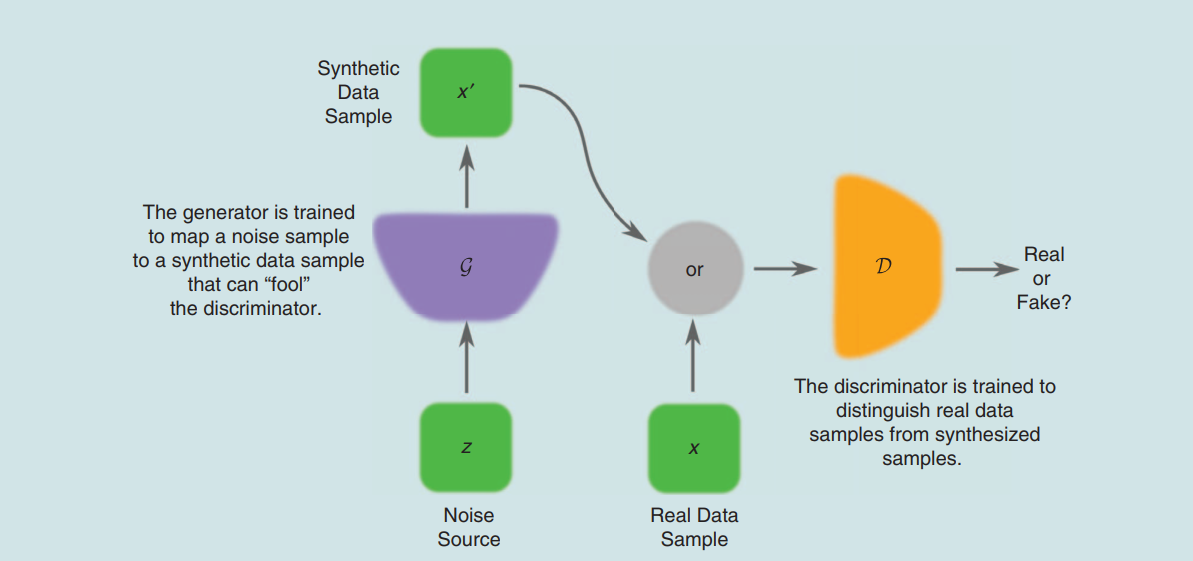 Synthetic
Data
Sample
x′
The generator is trained
to map a noise sample
to a synthetic data sample
that can “fool”
the discriminator.
𝒢
z
Noise
Source
or
x
Real Data
Sample
𝒟
Real
or
Fake?
The discriminator is trained to
distinguish real data
samples from synthesized
samples.